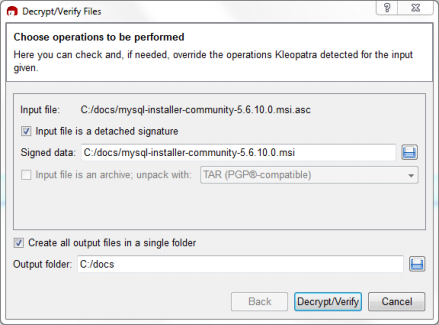 Decrypt/Verify Files
Choose operations to be performed
Here you can check and, if needed, override the operations Kleopatra detected for the input
given.
Input file: C:/docs/mysql-installer-community-5.6.10.0.msi.asc
Input file is a detached signature
Signed data: C:/docs/mysql-installer-community-5.6.10.0.msi
Input file is an archive; unpack with: TAR (PGP®-compatible)
Create all output files in a single folder
Output folder: C:/docs
Back Decrypt/Verify Cancel